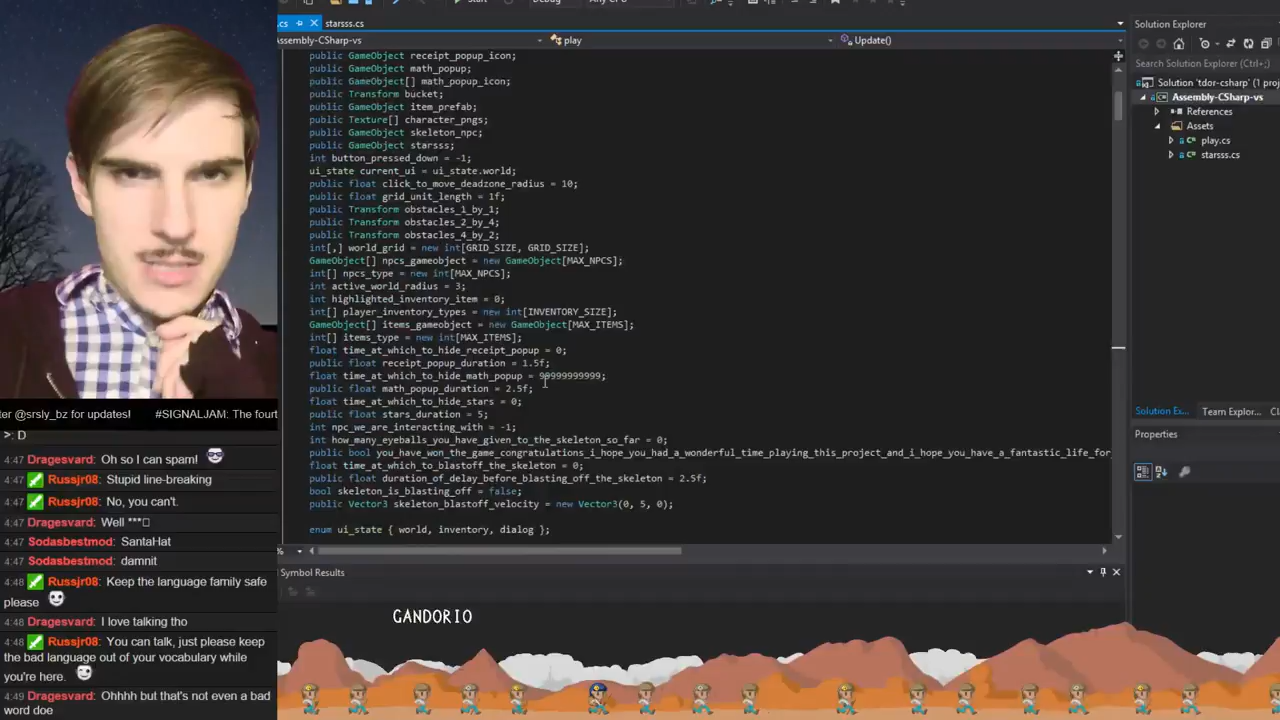 Start
Debug
Any CPU
.cs
starsss.cs
Assembly-CSharp-vs
play
Update()
public GameObject receipt_popup_icon;
public GameObject math_popup;
public GameObject[] math_popup_icon;
public Transform bucket;
public GameObject item_prefab;
public Texture[] character_pngs;
public GameObject skeleton_npc;
public GameObject starsss;
int button_pressed_down = -1;
ui_state current_ui = ui_state.world;
public float click_to_move_deadzone_radius = 10;
public float grid_unit_length = 1f;
public Transform obstacles_1_by_1;
public Transform obstacles_2_by_4;
public Transform obstacles_4_by_2;
int[,] world_grid = new int[GRID_SIZE, GRID_SIZE];
GameObject[] npcs_gameobject = new GameObject[MAX_NPCS];
int[] npcs_type = new int[MAX_NPCS];
int active_world_radius = 3;
int highlighted_inventory_item = 0;
int[] player_inventory_types = new int[INVENTORY_SIZE];
GameObject[] items_gameobject = new GameObject[MAX_ITEMS];
int[] items_type = new int[MAX_ITEMS];
float time_at_which_to_hide_receipt_popup = 0;
public float receipt_popup_duration = 1.5f;
float time_at_which_to_hide_math_popup = 99999999999;
public float math_popup_duration = 2.5f;
float time_at_which_to_hide_stars = 0;
public float stars_duration = 5;
int npc_we_are_interacting_with = -1;
int how_many_eyeballs_you_have_given_to_the_skeleton_so_far = 0;
public bool you_have_won_the_game_congratulations_i_hope_you_had_a_wonderful_time_playing_this_project_and_i_hope_you_have_a_fantastic_life_for
float time_at_which_to_blastoff_the_skeleton = 0;
public float duration_of_delay_before_blasting_off_the_skeleton = 2.5f;
bool skeleton_is_blasting_off = false;
public Vector3 skeleton_blastoff_velocity = new Vector3(0, 5, 0);
enum ui_state { world, inventory, dialog };
%
Symbol Results
GANDORIO
Solution Explorer
Search Solution Explorer (Ctrl+;)
Solution 'tdor-csharp' (1 proj
Assembly-CSharp-vs
References
Assets
play.cs
starsss.cs
Solution Ex...
Team Explor...
Properties
ter @srsly_bz for updates!
#SIGNALJAM: The fourt
>: D
4:47 Dragesvard: Oh so I can spam!
4:47 Russjr08: Stupid line-breaking
4:47 Russjr08: No, you can't.
4:47 Dragesvard: Well ***
4:47 Sodasbestmod: SantaHat
4:47 Sodasbestmod: damnit
4:48 Russjr08: Keep the language family safe
please
4:48 Dragesvard: I love talking tho
4:48 Russjr08: You can talk, just please keep
the bad language out of your vocabulary while
you're here.
4:49 Dragesvard: Ohhhh but that's not even a bad
word doe